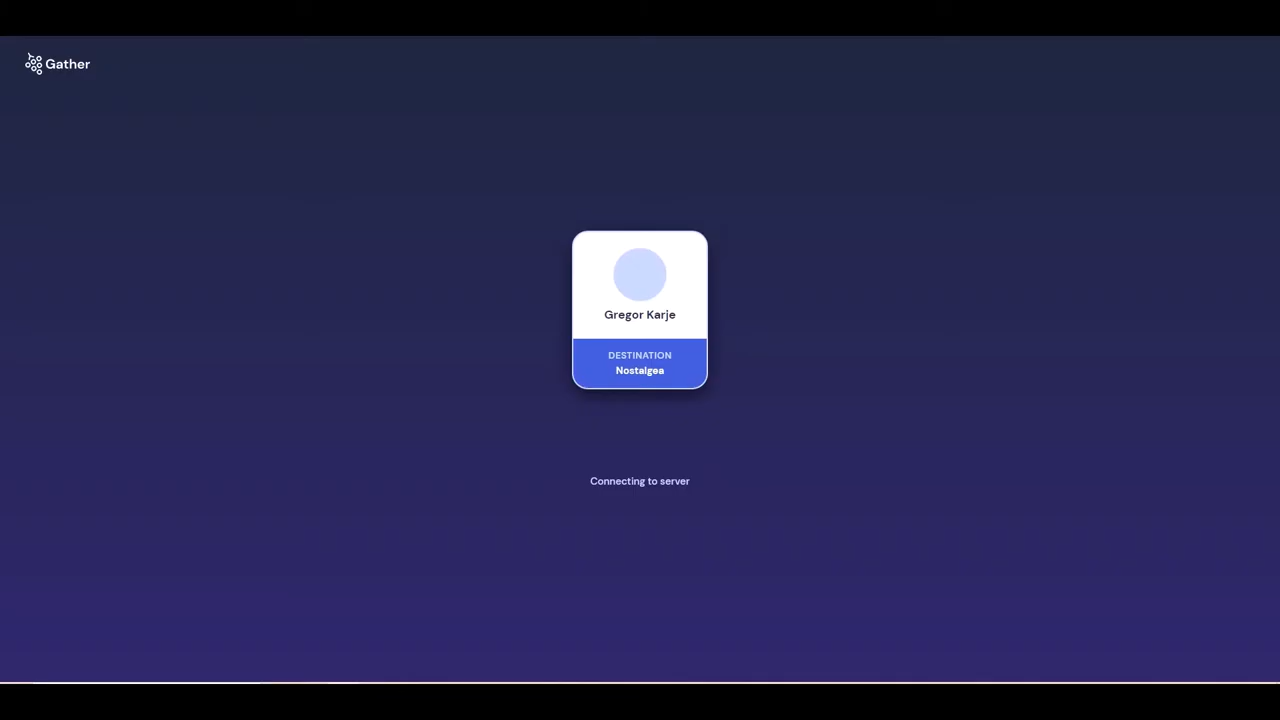 Gather
Gregor Karje
DESTINATION
Nostalgea
Connecting to server